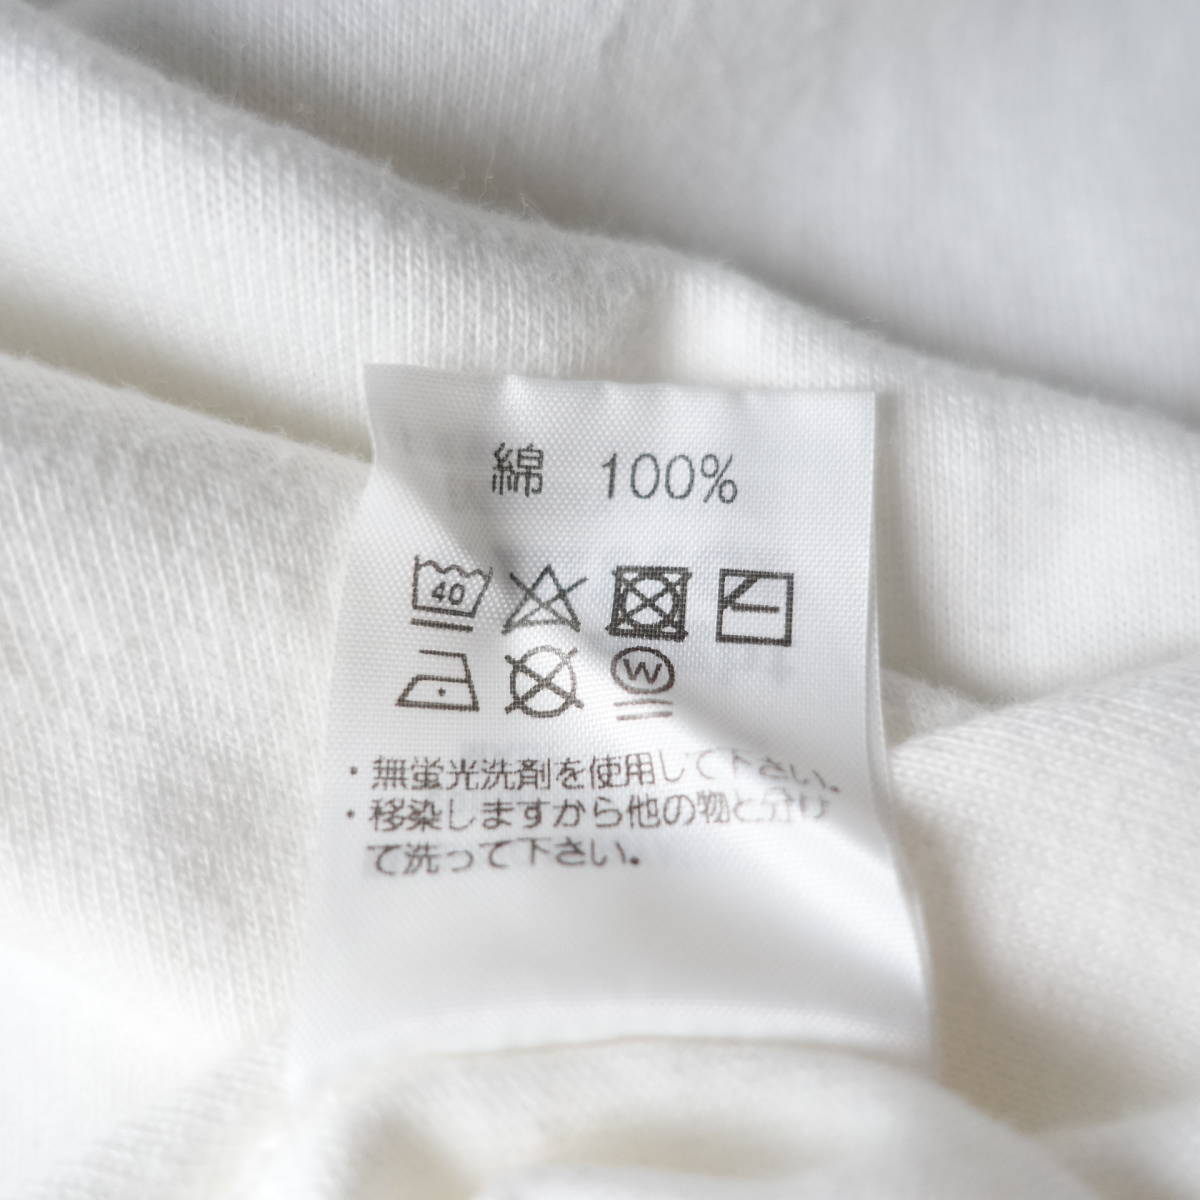 綿 100%
40
W
・無蛍光洗剤を使用して下さい。
・移染しますから他の物と分け
て洗って下さい。